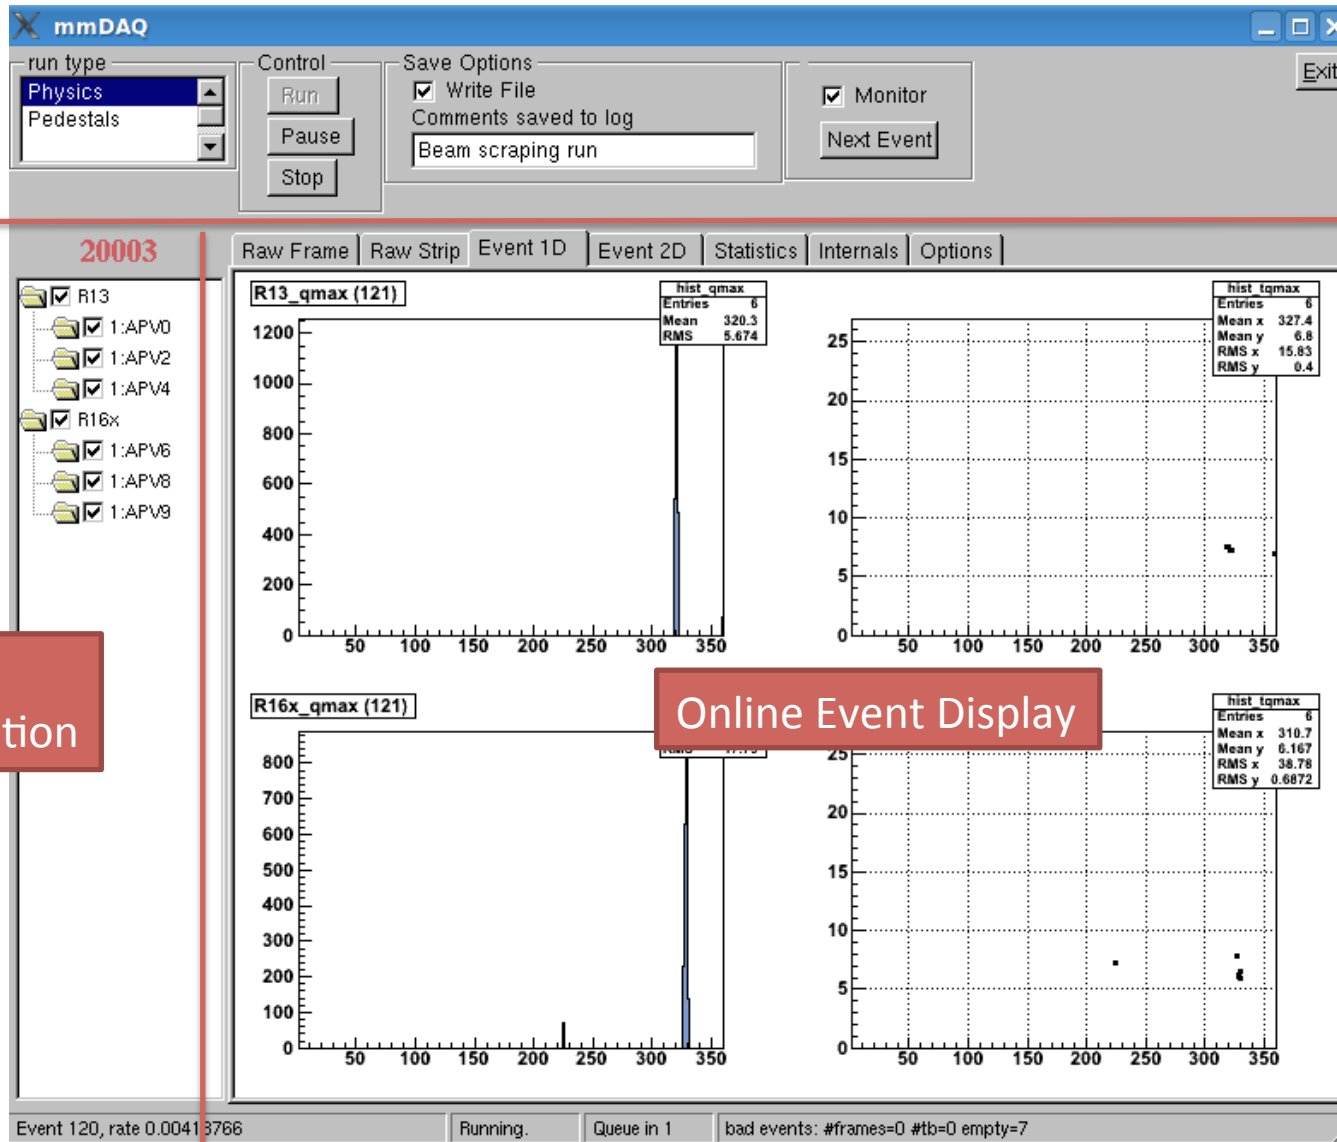 mmDAQ
run type
Physics
Pedestals
Control
Run
Pause
Stop
Save Options
Write File
Comments saved to log
Beam scraping run
Monitor
Next Event
Exit
20003
R13
1:APV0
1:APV2
1:APV4
R16x
1:APV6
1:APV8
1:APV9
tion
Raw Frame Raw Strip Event 1D Event 2D Statistics Internals Options
R13_qmax (121)
hist_qmax
Entries 6
Mean 320.3
RMS 5.674
1200
1000
800
600
400
200
0
50 100 150 200 250 300 350
hist_tqmax
Entries 6
Mean x 327.4
Mean y 6.8
RMS x 15.83
RMS y 0.4
25
20
15
10
5
0
50 100 150 200 250 300 350
Online Event Display
R16x_qmax (121)
800
700
600
500
400
300
200
100
0
50 100 150 200 250 300 350
hist_tqmax
Entries 6
Mean x 310.7
Mean y 6.167
RMS x 38.78
RMS y 0.6872
25
20
15
10
5
0
50 100 150 200 250 300 350
Event 120, rate Running. Queue in 1 bad events: #frames=0 #tb=0 empty=7